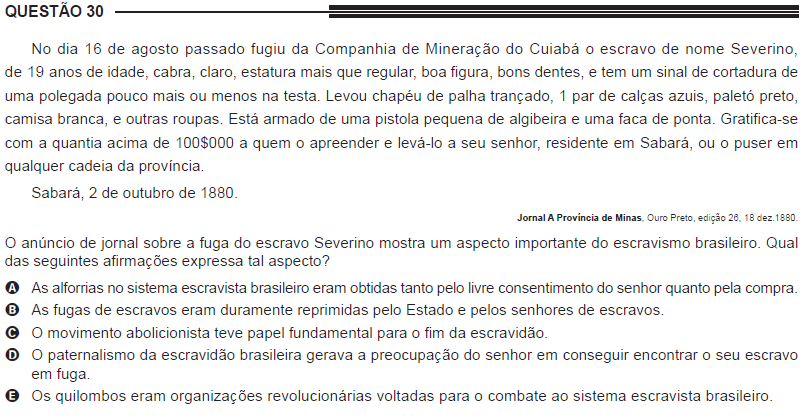 QUESTÃO 30
No dia 16 de agosto passado fugiu da Companhia de Mineração do Cuiabá o escravo de nome Severino,
de 19 anos de idade, cabra, claro, estatura mais que regular, boa figura, bons dentes, e tem um sinal de cortadura de
uma polegada pouco mais ou menos na testa. Levou chapéu de palha trançado, 1 par de calças azuis, paletó preto,
camisa branca, e outras roupas. Está armado de uma pistola pequena de algibeira e uma faca de ponta. Gratifica-se
com a quantia acima de 100$000 a quem o apreender e levá-lo a seu senhor, residente em Sabará, ou o puser em
qualquer cadeia da província.
Sabará, 2 de outubro de 1880.
Jornal A Província de Minas, Ouro Preto, edição 26, 18 dez.1880.
O anúncio de jornal sobre a fuga do escravo Severino mostra um aspecto importante do escravismo brasileiro. Qual
das seguintes afirmações expressa tal aspecto?
A As alforrias no sistema escravista brasileiro eram obtidas tanto pelo livre consentimento do senhor quanto pela compra.
B As fugas de escravos eram duramente reprimidas pelo Estado e pelos senhores de escravos.
C O movimento abolicionista teve papel fundamental para o fim da escravidão.
D O paternalismo da escravidão brasileira gerava a preocupação do senhor em conseguir encontrar o seu escravo
em fuga.
E Os quilombos eram organizações revolucionárias voltadas para o combate ao sistema escravista brasileiro.